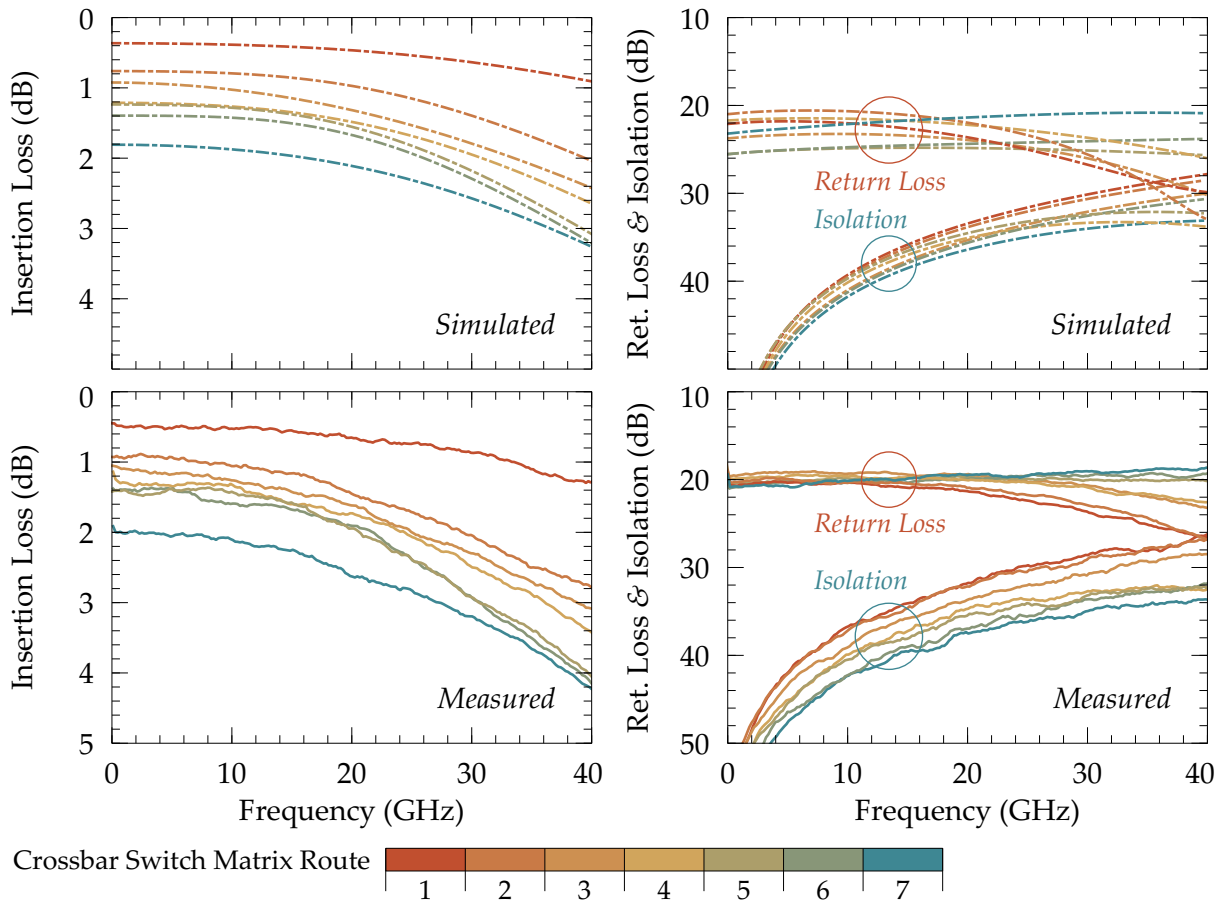 0
1
2
3
4
Insertion Loss (dB)
Simulated
10
20
30
40
Ret. Loss & Isolation (dB)
Return Loss
Isolation
Simulated
0
1
2
3
4
5
Insertion Loss (dB)
Measured
0
10
20
30
40
Frequency (GHz)
10
20
30
40
50
Ret. Loss & Isolation (dB)
Return Loss
Isolation
Measured
0
10
20
30
40
Frequency (GHz)
Crossbar Switch Matrix Route
1 2 3 4 5 6 7